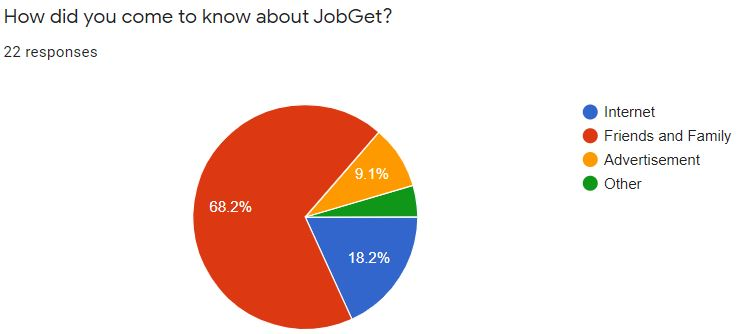 How did you come to know about JobGet?
22 responses
Internet
Friends and Family
Advertisement
Other
9.1%
68.2%
18.2%